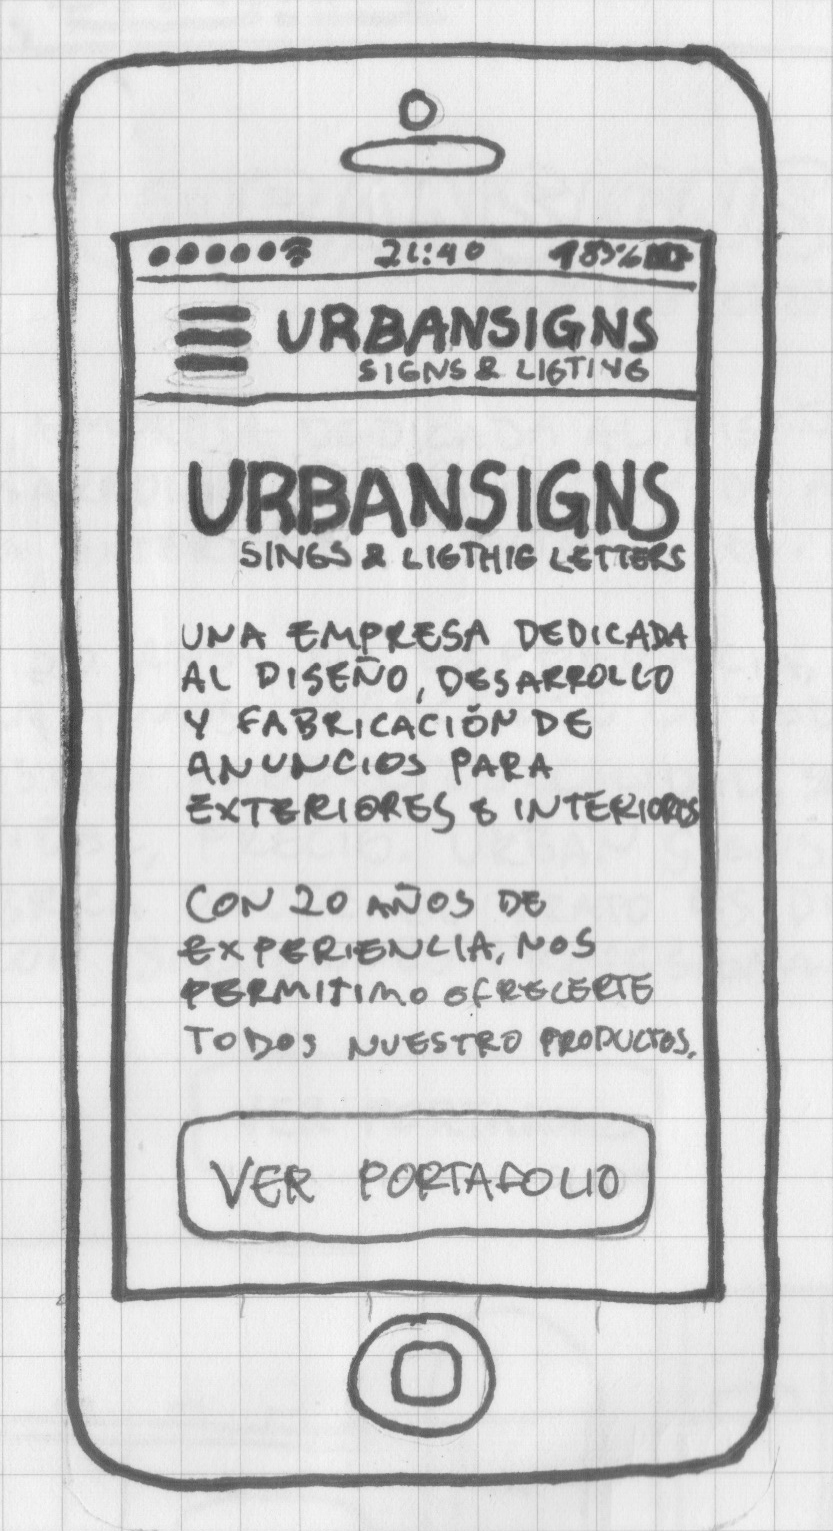 21:40 183%
URBANSIGNS
SIGNS & LIGTING
URBANSIGNS
SINGS & LIGTHIG LETTERS
UNA EMPRESA DEDICADA
AL DISEÑO, DESARROLLO
Y FABRICACIÓN DE
ANUNCIOS PARA
EXTERIORES E INTERIORES
CON 20 AÑOS DE
EXPERIENCIA, NOS
PERMITIMO OFRECERTE
TODOS NUESTRO PRODUCTOS.
VER PORTAFOLIO